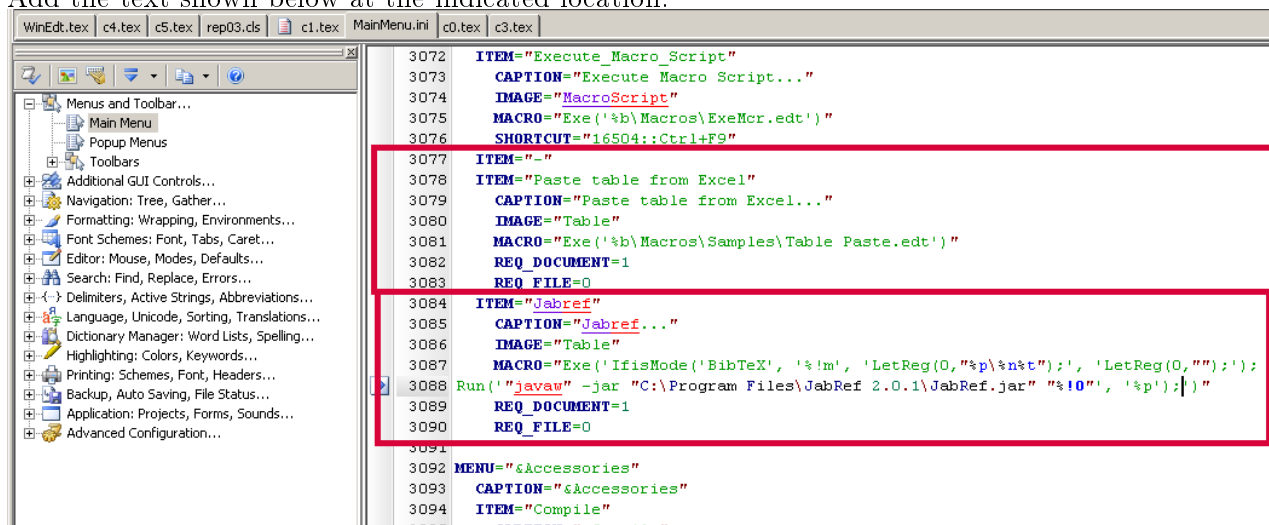 Add the text shown below at the indicated location.
WinEdt.tex c4.tex c5.tex rep03.cls c1.tex MainMenu.ini c0.tex c3.tex
Menus and Toolbar...
Main Menu
Popup Menus
Toolbars
Additional GUI Controls...
Navigation: Tree, Gather...
Formatting: Wrapping, Environments...
Font Schemes: Font, Tabs, Caret...
Editor: Mouse, Modes, Defaults...
Search: Find, Replace, Errors...
Delimiters, Active Strings, Abbreviations...
Language, Unicode, Sorting, Translations...
Dictionary Manager: Word Lists, Spelling...
Highlighting: Colors, Keywords...
Printing: Schemes, Font, Headers...
Backup, Auto Saving, File Status...
Application: Projects, Forms, Sounds...
Advanced Configuration...
3072 ITEM="Execute_Macro_Script"
3073 CAPTION="Execute Macro Script..."
3074 IMAGE="MacroScript"
3075 MACRO="Exe('%b\Macros\ExeMcr.edt')"
3076 SHORTCUT="16504::Ctrl+F9"
3077 ITEM="-"
3078 ITEM="Paste table from Excel"
3079 CAPTION="Paste table from Excel..."
3080 IMAGE="Table"
3081 MACRO="Exe('%b\Macros\Samples\Table Paste.edt')"
3082 REQ_DOCUMENT=1
3083 REQ_FILE=0
3084 ITEM="Jabref"
3085 CAPTION="Jabref..."
3086 IMAGE="Table"
3087 MACRO="Exe('IfisMode('BibTeX', '%!m', 'LetReg(0,"%p\%n%t");', 'LetReg(0,"");');
3088 Run('"javaw" -jar "C:\Program Files\JabRef 2.0.1\JabRef.jar" "%!0"', '%p');')"
3089 REQ_DOCUMENT=1
3090 REQ_FILE=0
3091
3092 MENU="&Accessories"
3093 CAPTION="&Accessories"
3094 ITEM="Compile"